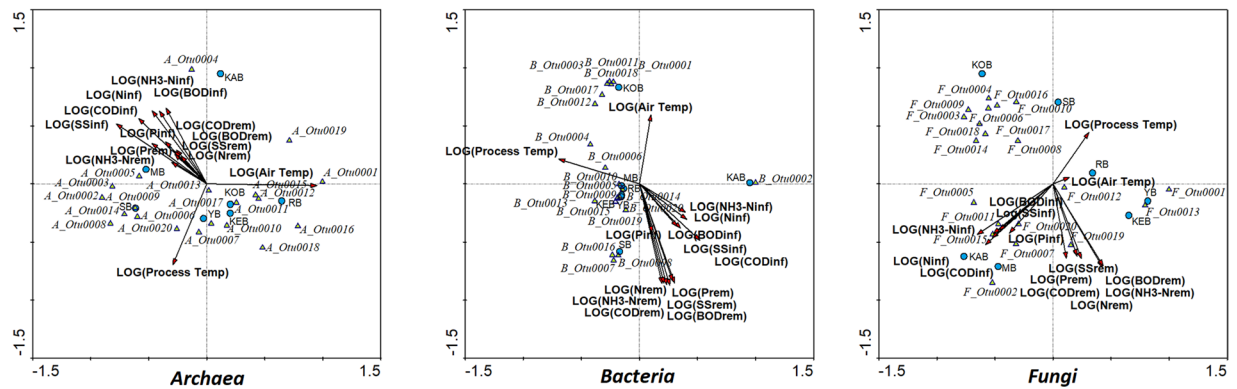 1.5
A_Otu0004
KAB
LOG(NH3-Ninf)
LOG(Ninf)
LOG(BODinf)
LOG(CODinf)
LOG(SSinf)
LOG(CODrem)
LOG(Pinf)
LOG(BODrem)
A_Otu0019
LOG(Prem)
LOG(SSrem)
LOG(NH3-Nrem)
LOG(Nrem)
LOG(Air Temp)
A_Otu0005
MB
A_Otu0001
A_Otu0003
A_Otu0013
A_Otu0015
KOB
A_Otu0012
A_Otu0002
A_Otu0009
A_Otu0017
RB
A_Otu0014
SB
A_Otu0006
YB
A_Otu0011
A_Otu0008
A_Otu0020
KEB
A_Otu0010
A_Otu0016
A_Otu0007
A_Otu0018
LOG(Process Temp)
-1.5
-1.5
1.5
Archaea
1.5
B_Otu0003
B_Otu0011
B_Otu0001
B_Otu0018
B_Otu0017
KOB
B_Otu0012
LOG(Air Temp)
B_Otu0004
LOG(Process Temp)
B_Otu0006
B_Otu0010
MB
KAB
B_Otu0002
B_Otu0005
RB
B_Otu0013
KEB
YB
B_Otu0014
B_Otu0015
LOG(NH3-Ninf)
B_Otu0019
LOG(Ninf)
LOG(Pinf)
LOG(BODinf)
B_Otu0016
SB
LOG(SSinf)
B_Otu0007
B_Otu0008
LOG(CODinf)
LOG(Nrem)
LOG(Prem)
LOG(NH3-Nrem)
LOG(SSrem)
LOG(CODrem)
LOG(BODrem)
-1.5
-1.5
1.5
Bacteria
1.5
KOB
F_Otu0004
F_Otu0016
SB
F_Otu0009
F_Otu0010
F_Otu0003
F_Otu0006
LOG(Process Temp)
F_Otu0018
F_Otu0017
F_Otu0014
F_Otu0008
RB
LOG(Air Temp)
F_Otu0005
F_Otu0001
LOG(BODinf)
F_Otu0012
YB
F_Otu0011
LOG(SSinf)
F_Otu0013
LOG(NH3-Ninf)
F_Otu0020
KEB
F_Otu0015
LOG(Pinf)
F_Otu0019
F_Otu0007
LOG(Ninf)
KAB
LOG(CODinf)
MB
LOG(SSrem)
F_Otu0002
LOG(Prem)
LOG(BODrem)
LOG(CODrem)
LOG(NH3-Nrem)
LOG(Nrem)
-1.5
-1.5
1.5
Fungi